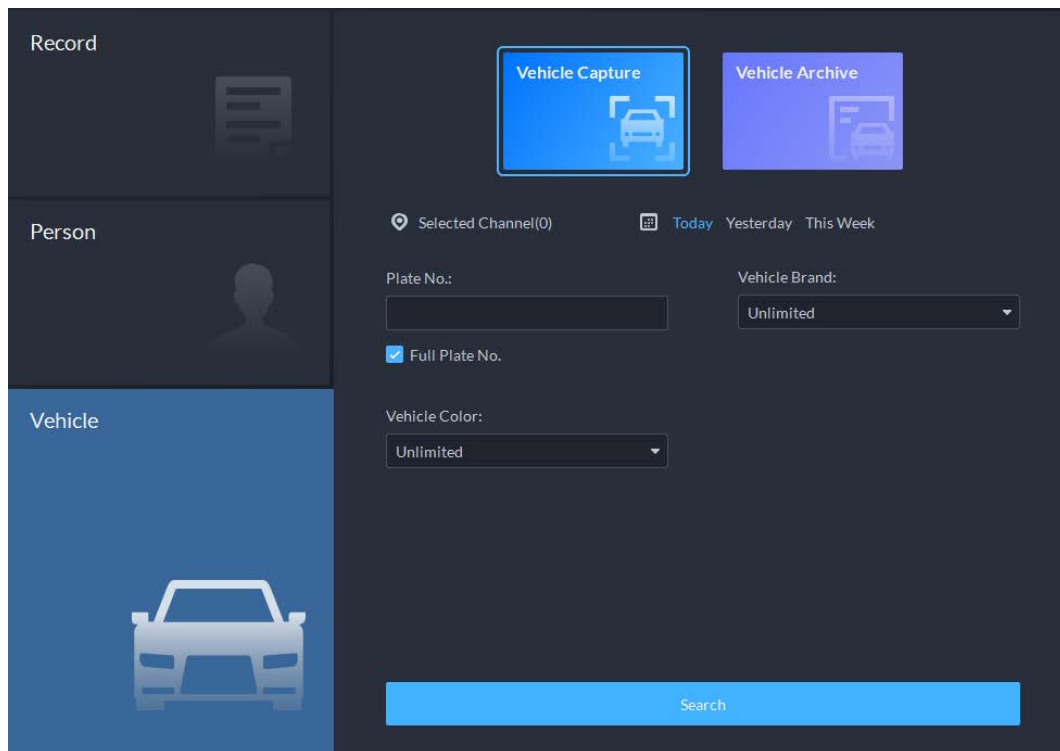 Record
Person
Vehicle
Vehicle Capture
Vehicle Archive
Selected Channel(0)
Today Yesterday This Week
Plate No.:
Vehicle Brand:
Unlimited
Full Plate No.
Vehicle Color:
Unlimited
Search